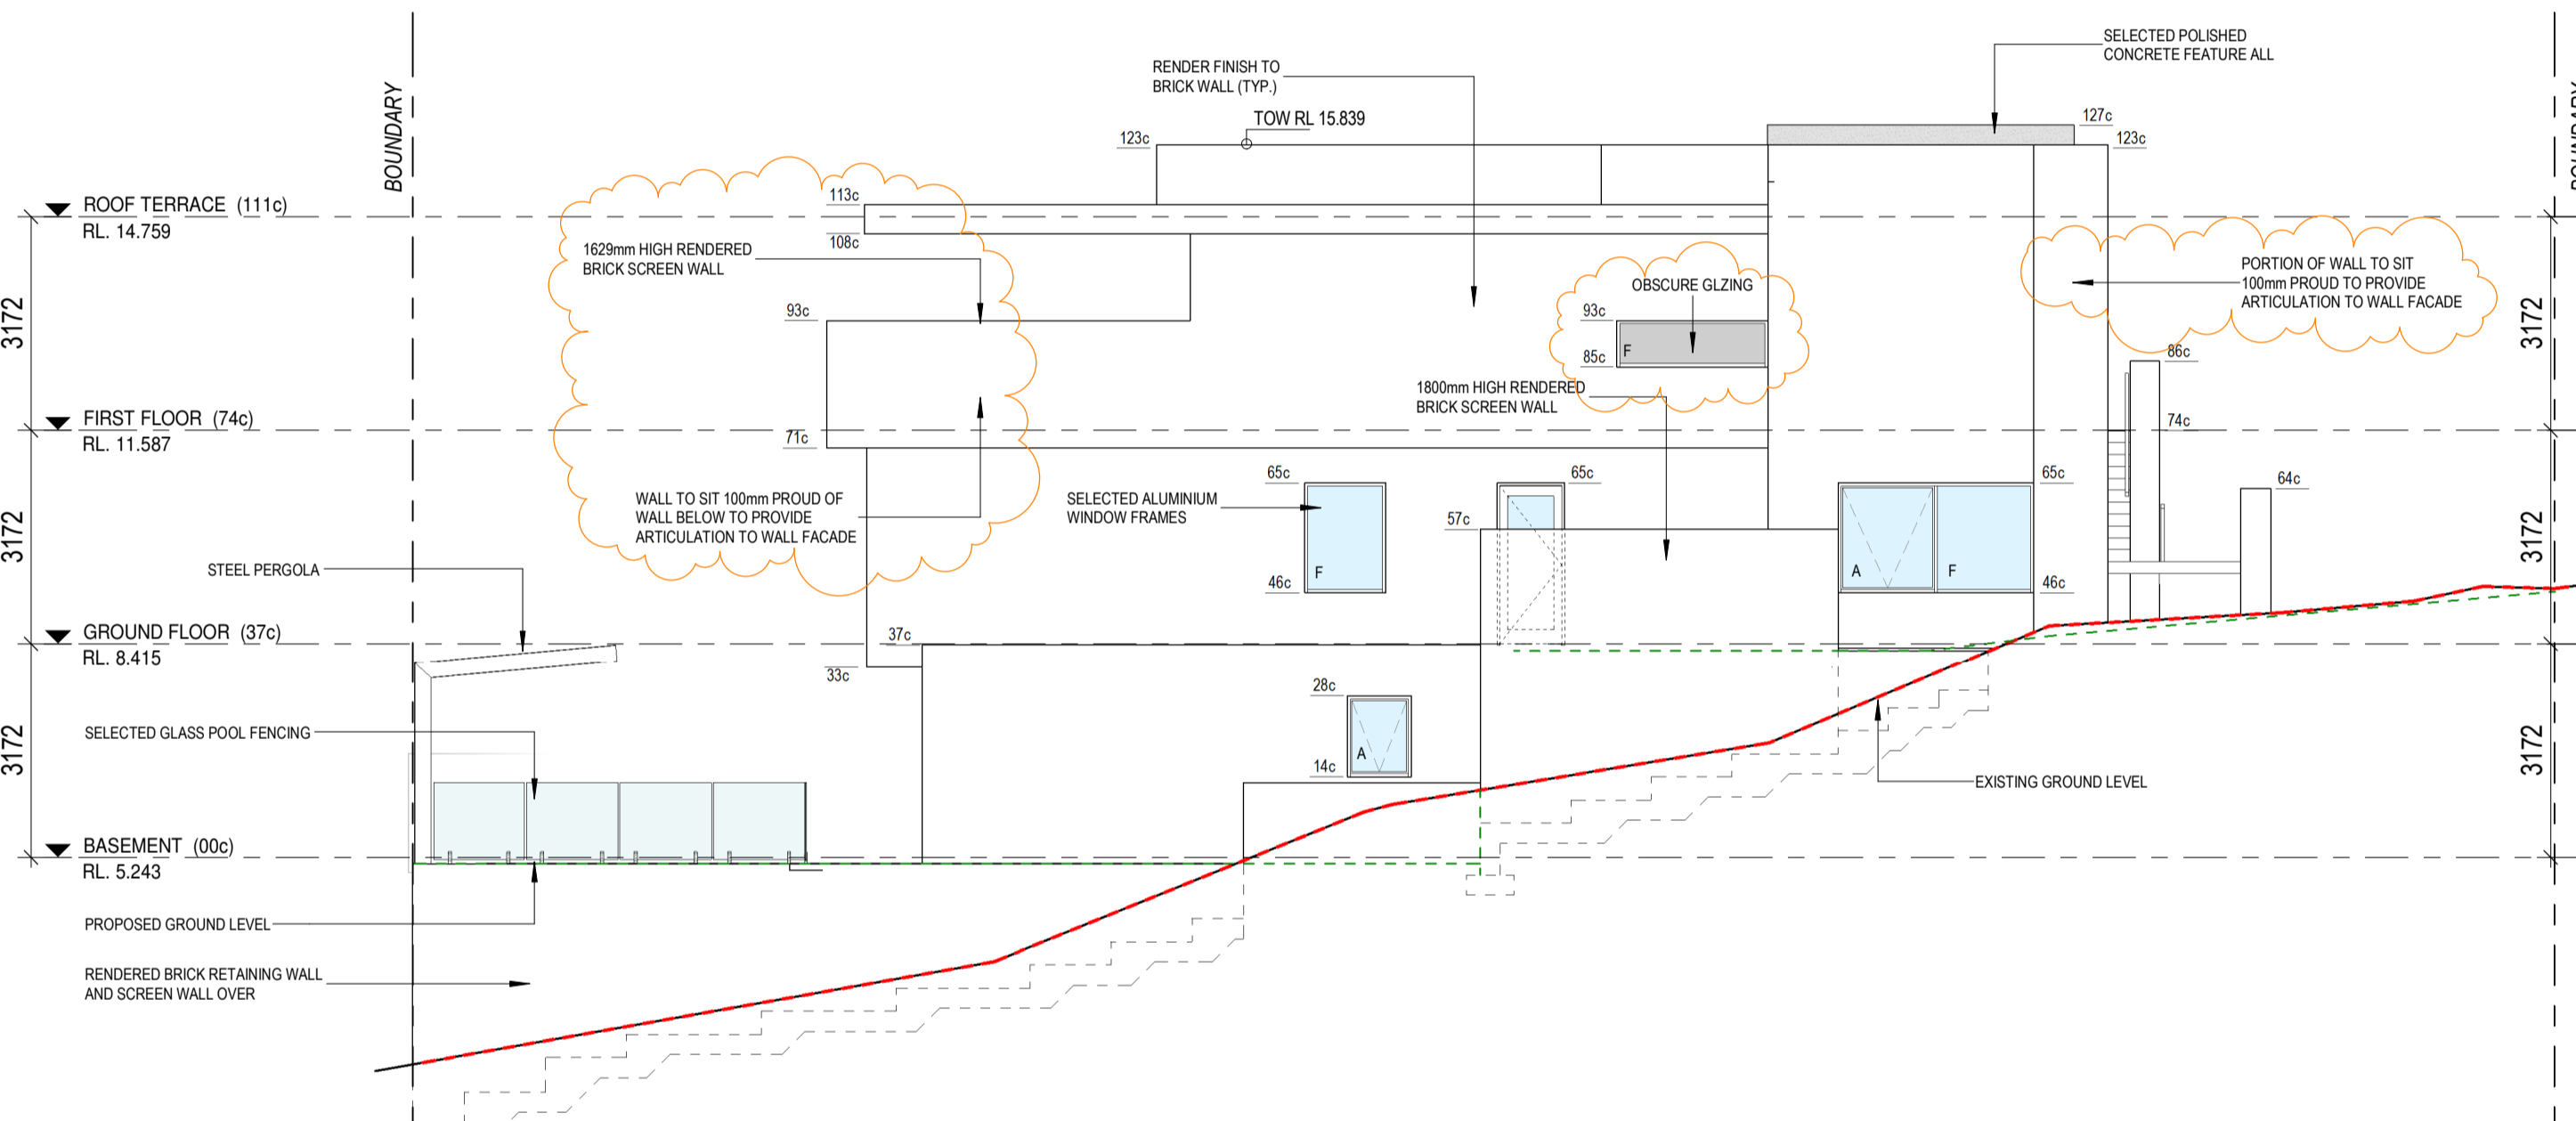 SELECTED POLISHED
CONCRETE FEATURE ALL
RENDER FINISH TO
BRICK WALL (TYP.)
BOUNDARY
BOUNDARY
TOW RL 15.839
123c
127c
123c
113c
108c
ROOF TERRACE (111c)
RL. 14.759
1629mm HIGH RENDERED
BRICK SCREEN WALL
PORTION OF WALL TO SIT
100mm PROUD TO PROVIDE
ARTICULATION TO WALL FACADE
OBSCURE GLZING
93c
93c
F
85c
3172
3172
86c
1800mm HIGH RENDERED
BRICK SCREEN WALL
FIRST FLOOR (74c)
RL. 11.587
74c
71c
65c
65c
65c
64c
WALL TO SIT 100mm PROUD OF
WALL BELOW TO PROVIDE
ARTICULATION TO WALL FACADE
SELECTED ALUMINIUM
WINDOW FRAMES
57c
3172
3172
STEEL PERGOLA
F
A
F
46c
46c
GROUND FLOOR (37c)
RL. 8.415
37c
33c
28c
SELECTED GLASS POOL FENCING
3172
3172
A
14c
EXISTING GROUND LEVEL
BASEMENT (00c)
RL. 5.243
PROPOSED GROUND LEVEL
RENDERED BRICK RETAINING WALL
AND SCREEN WALL OVER